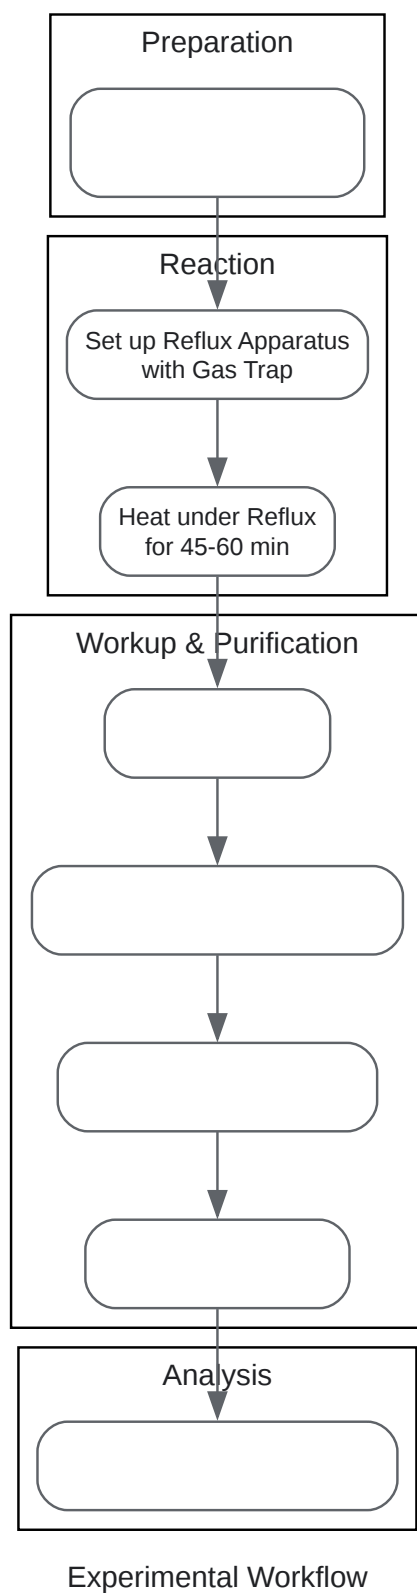 Preparation
Reaction
Set up Reflux Apparatus
with Gas Trap
Heat under Reflux
for 45-60 min
Workup & Purification
Analysis
Experimental Workflow